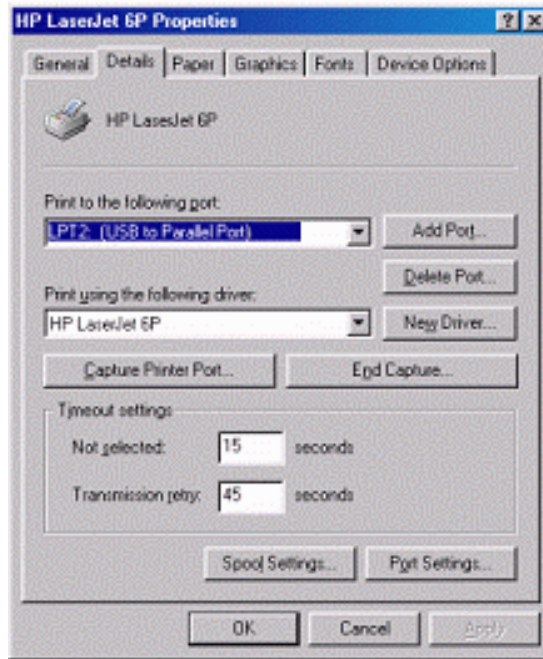 HP LaserJet 6P Properties
General Details Paper Graphics Fonts Device Options
HP LaserJet 6P
Print to the following port:
LPT2: (USB to Parallel Port)
Add Port...
Delete Port...
Print using the following driver:
HP LaserJet 6P
New Driver...
Capture Printer Port... End Capture...
Timeout settings
Not selected: 15 seconds
Transmission retry: 45 seconds
Spool Settings... Port Settings...
OK Cancel Apply